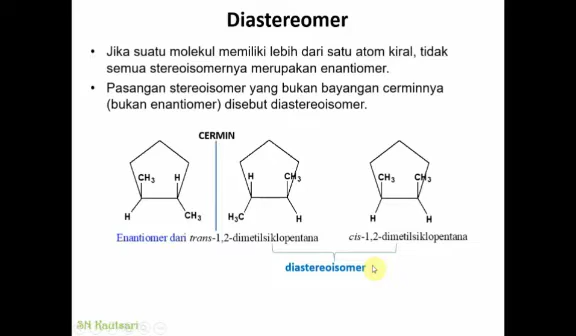 Diastereomer
• Jika suatu molekul memiliki lebih dari satu atom kiral, tidak
semua stereoisomernya merupakan enantiomer.
• Pasangan stereoisomer yang bukan bayangan cerminnya
(bukan enantiomer) disebut diastereoisomer.
CERMIN
CH3 H H CH3 CH3 CH3
H CH3 H3C H H H
Enantiomer dari trans-1,2-dimetilsiklopentana cis-1,2-dimetilsiklopentana
diastereoisomer
SN Kautsari